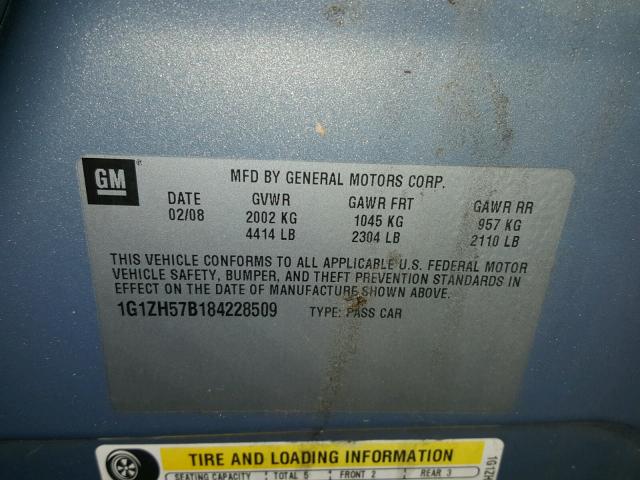 GM
MFD BY GENERAL MOTORS CORP.
DATE GVWR GAWR FRT GAWR RR
02/08 2002 KG 1045 KG 957 KG
4414 LB 2304 LB 2110 LB
THIS VEHICLE CONFORMS TO ALL APPLICABLE U.S. FEDERAL MOTOR
VEHICLE SAFETY, BUMPER, AND THEFT PREVENTION STANDARDS IN
EFFECT ON THE DATE OF MANUFACTURE SHOWN ABOVE.
1G1ZH57B184228509 TYPE: PASS CAR
TIRE AND LOADING INFORMATION
SEATING CAPACITY TOTAL 5 FRONT 2 REAR 3